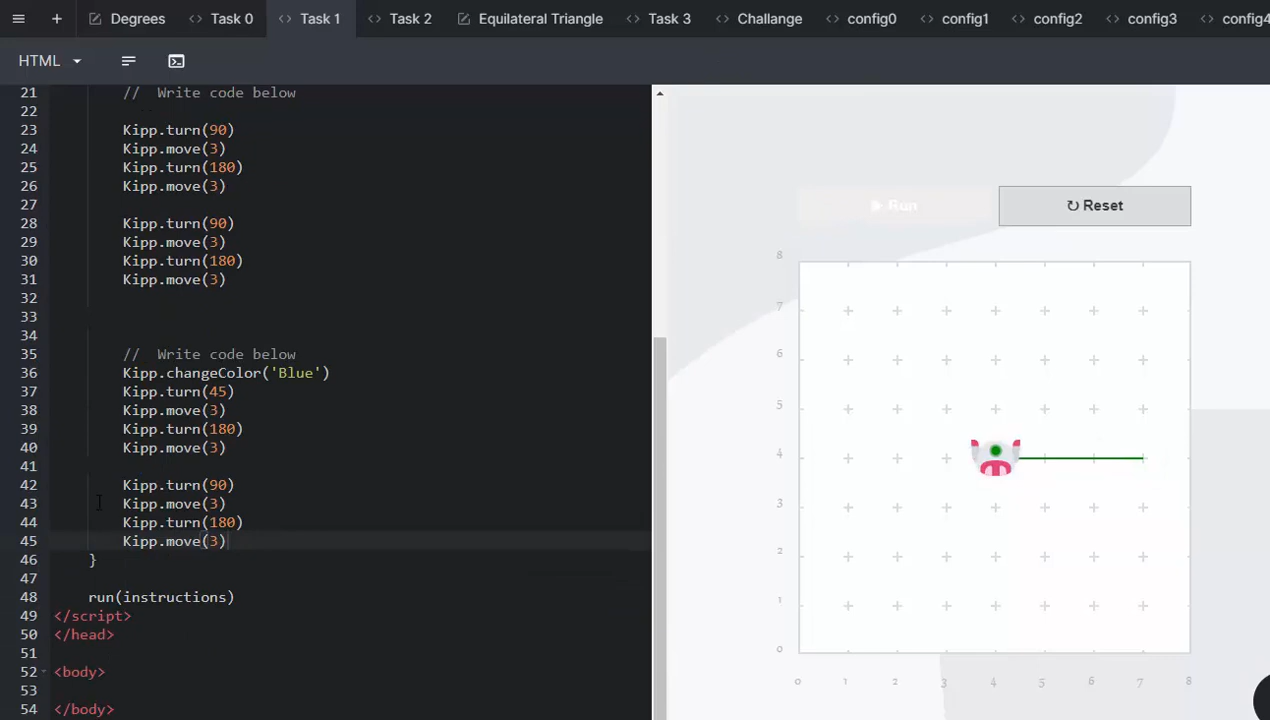 Degrees Task 0 Task 1 Task 2 Equilateral Triangle Task 3 Challange config0 config1 config2 config3 config4
HTML
21 // Write code below
22
23 Kipp.turn(90)
24 Kipp.move(3)
25 Kipp.turn(180)
26 Kipp.move(3)
27
28 Kipp.turn(90)
29 Kipp.move(3)
30 Kipp.turn(180)
31 Kipp.move(3)
32
33
34
35 // Write code below
36 Kipp.changeColor('Blue')
37 Kipp.turn(45)
38 Kipp.move(3)
39 Kipp.turn(180)
40 Kipp.move(3)
41
42 Kipp.turn(90)
43 Kipp.move(3)
44 Kipp.turn(180)
45 Kipp.move(3)
46 }
47
48 run(instructions)
49 </script>
50 </head>
51
52 <body>
53
54 </body>
Run Reset
8
7
6
5
4
3
2
1
0
0 1 2 3 4 5 6 7 8